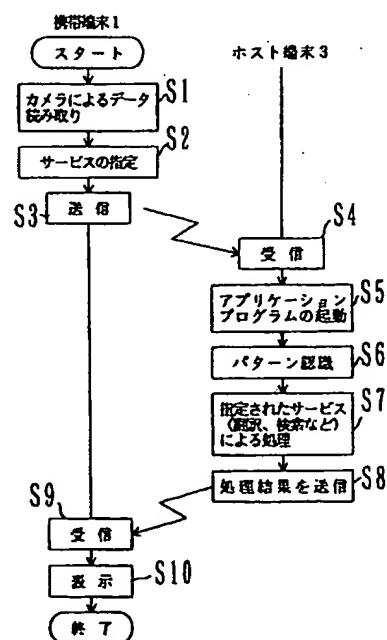 携帯端末1
スタート
カメラによるデータ
読み取り
S1
サービスの指定
S2
送信
S3
ホスト端末3
受信
S4
アプリケーション
プログラムの起動
S5
パターン認識
S6
指定されたサービス
(翻訳、検索など)
による処理
S7
処理結果を送信
S8
S9
受信
表示
S10
終了